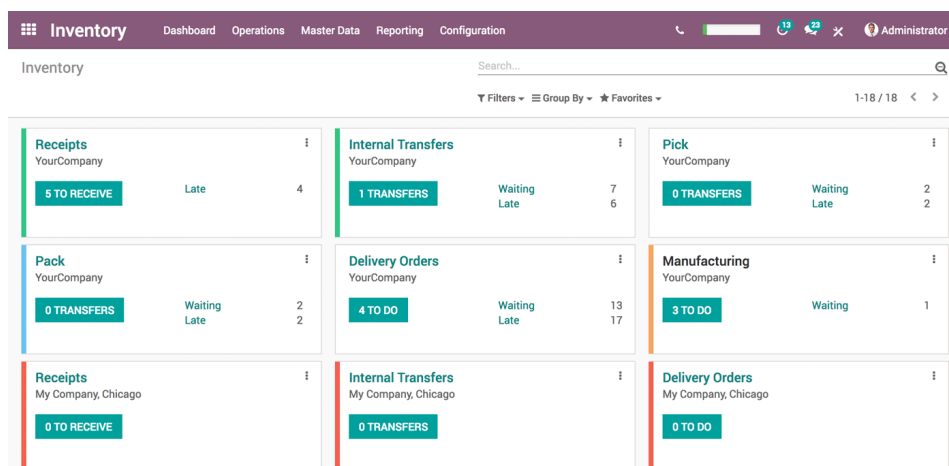 Inventory Dashboard Operations Master Data Reporting Configuration 13 23 Administrator
Inventory Search...
Filters Group By Favorites 1-18 / 18
Receipts
YourCompany
5 TO RECEIVE Late 4
Internal Transfers
YourCompany
1 TRANSFERS Waiting 7
Late 6
Pick
YourCompany
0 TRANSFERS Waiting 2
Late 2
Pack
YourCompany
0 TRANSFERS Waiting 2
Late 2
Delivery Orders
YourCompany
4 TO DO Waiting 13
Late 17
Manufacturing
YourCompany
3 TO DO Waiting 1
Receipts
My Company, Chicago
0 TO RECEIVE
Internal Transfers
My Company, Chicago
0 TRANSFERS
Delivery Orders
My Company, Chicago
0 TO DO